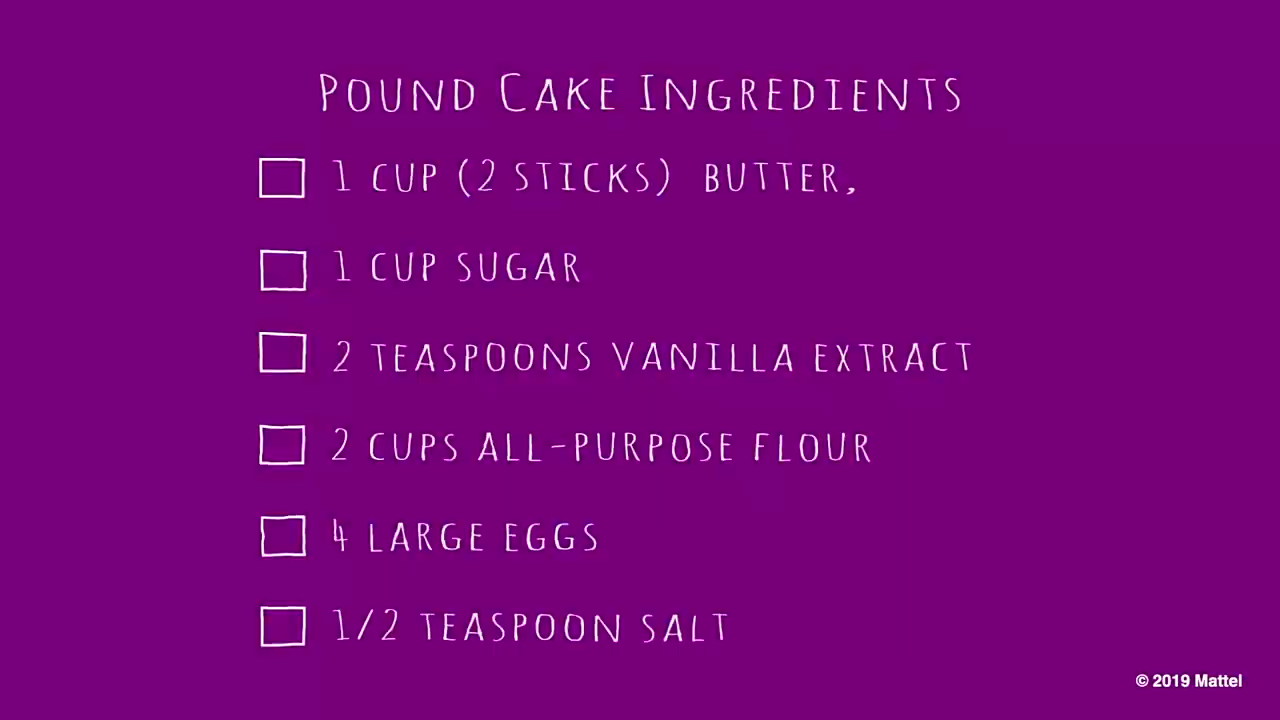 Pound Cake Ingredients
1 cup (2 sticks) butter,
1 cup sugar
2 teaspoons vanilla extract
2 cups all-purpose flour
4 large eggs
1/2 teaspoon salt
© 2019 Mattel